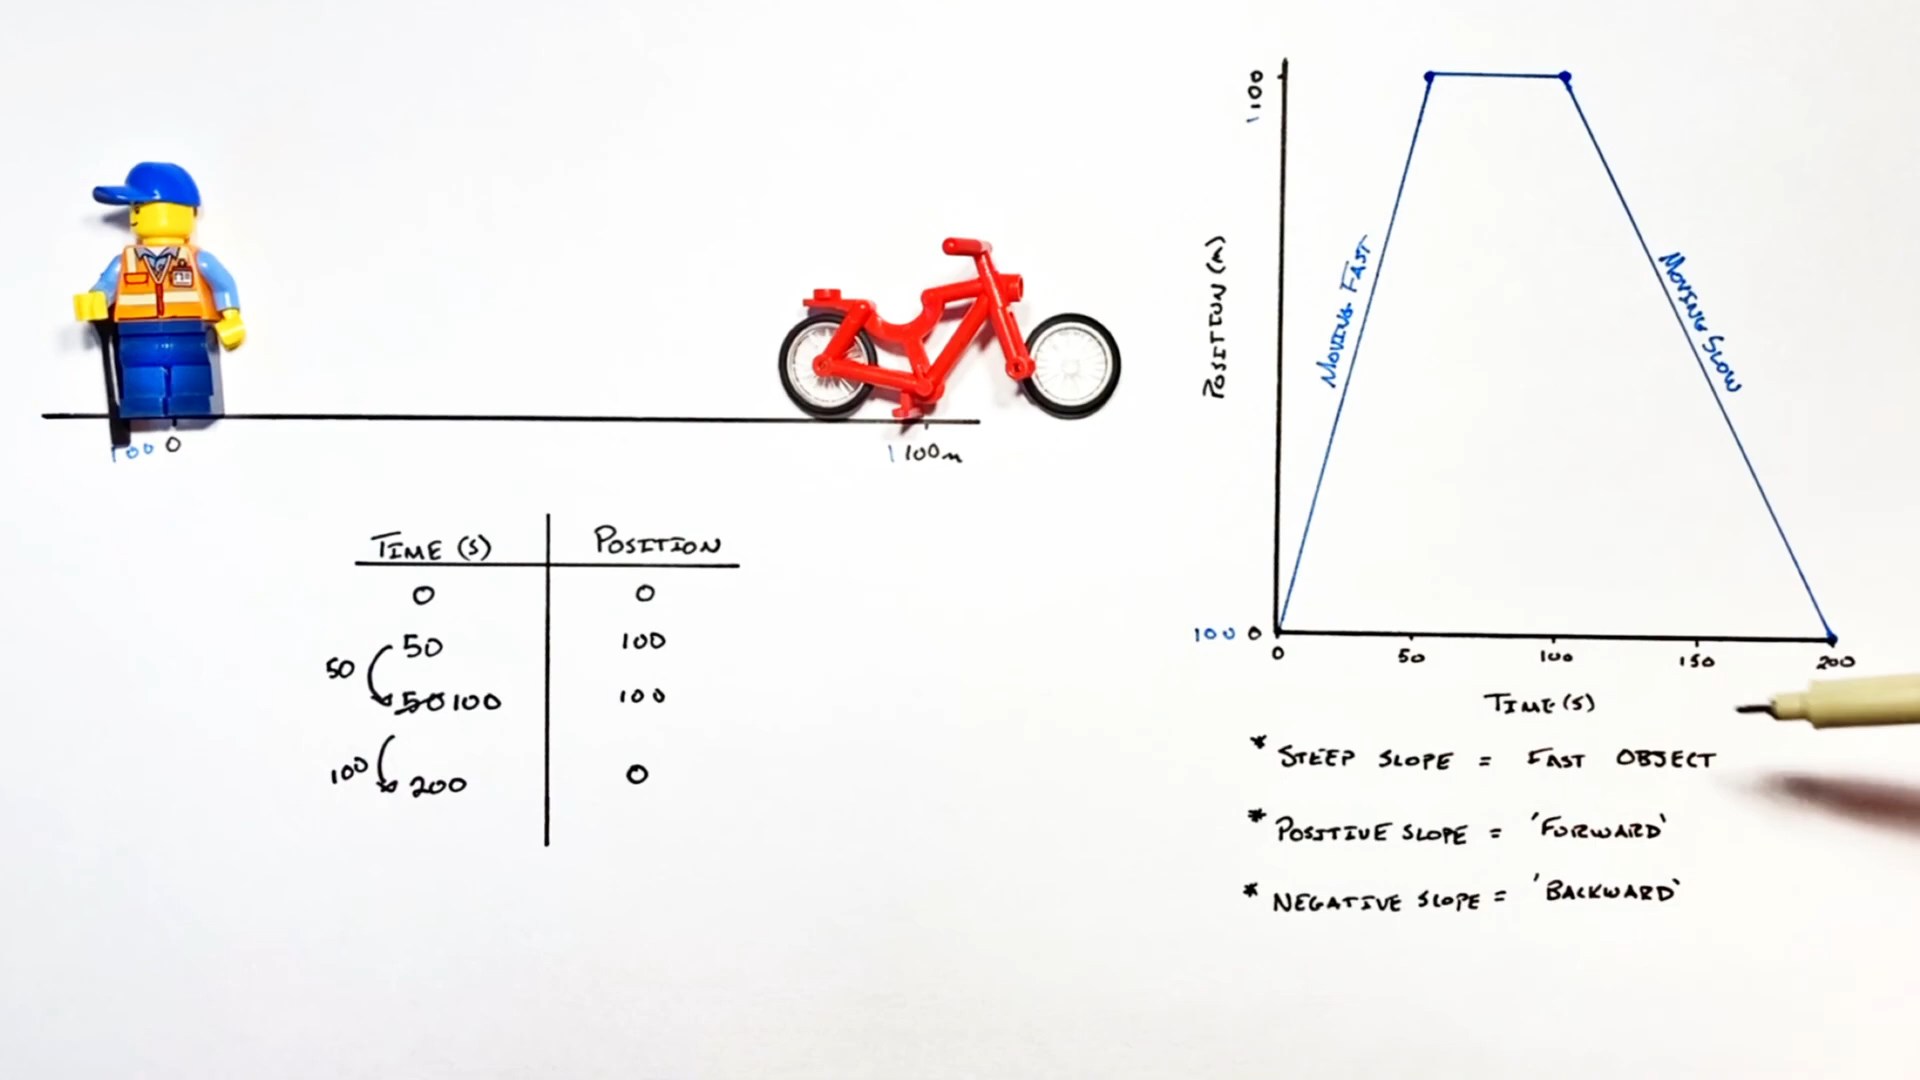 100 0
1 100m
TIME (S) POSITION
0 0
50 100
50
50 100 100
100
200 0
1 100
POSITION (m)
MOVING FAST
MOVING SLOW
100 0
0 50 100 150 200
TIME (S)
* STEEP SLOPE = FAST OBJECT
* POSITIVE SLOPE = 'FORWARD'
* NEGATIVE SLOPE = 'BACKWARD'